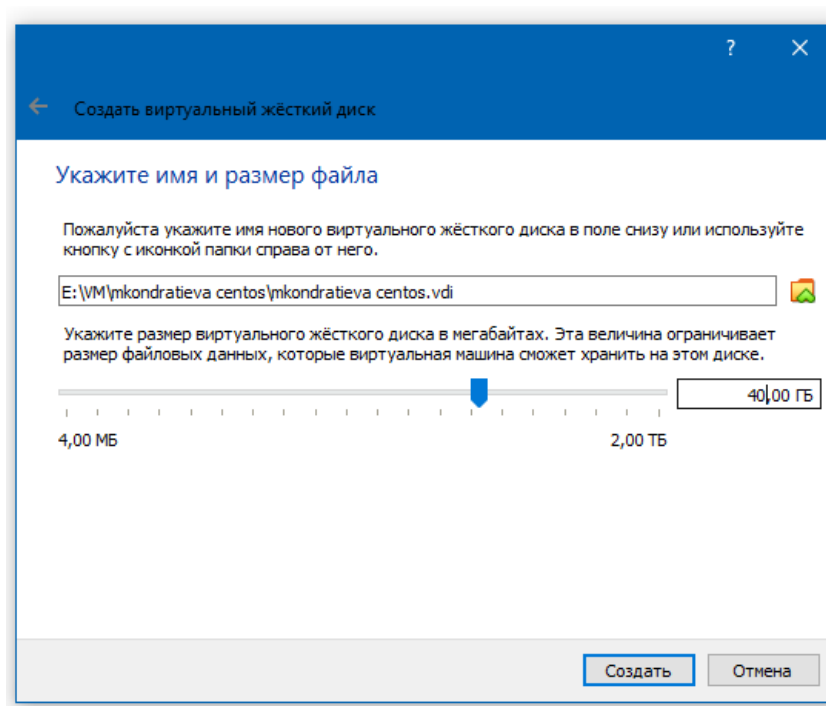 ?
Создать виртуальный жёсткий диск
Укажите имя и размер файла
Пожалуйста укажите имя нового виртуального жёсткого диска в поле снизу или используйте
кнопку с иконкой папки справа от него.
E:\VM\mkondratieva centos\mkondratieva centos.vdi
Укажите размер виртуального жёсткого диска в мегабайтах. Эта величина ограничивает
размер файловых данных, которые виртуальная машина сможет хранить на этом диске.
40,00 ГБ
4,00 МБ 2,00 ТБ
Создать Отмена